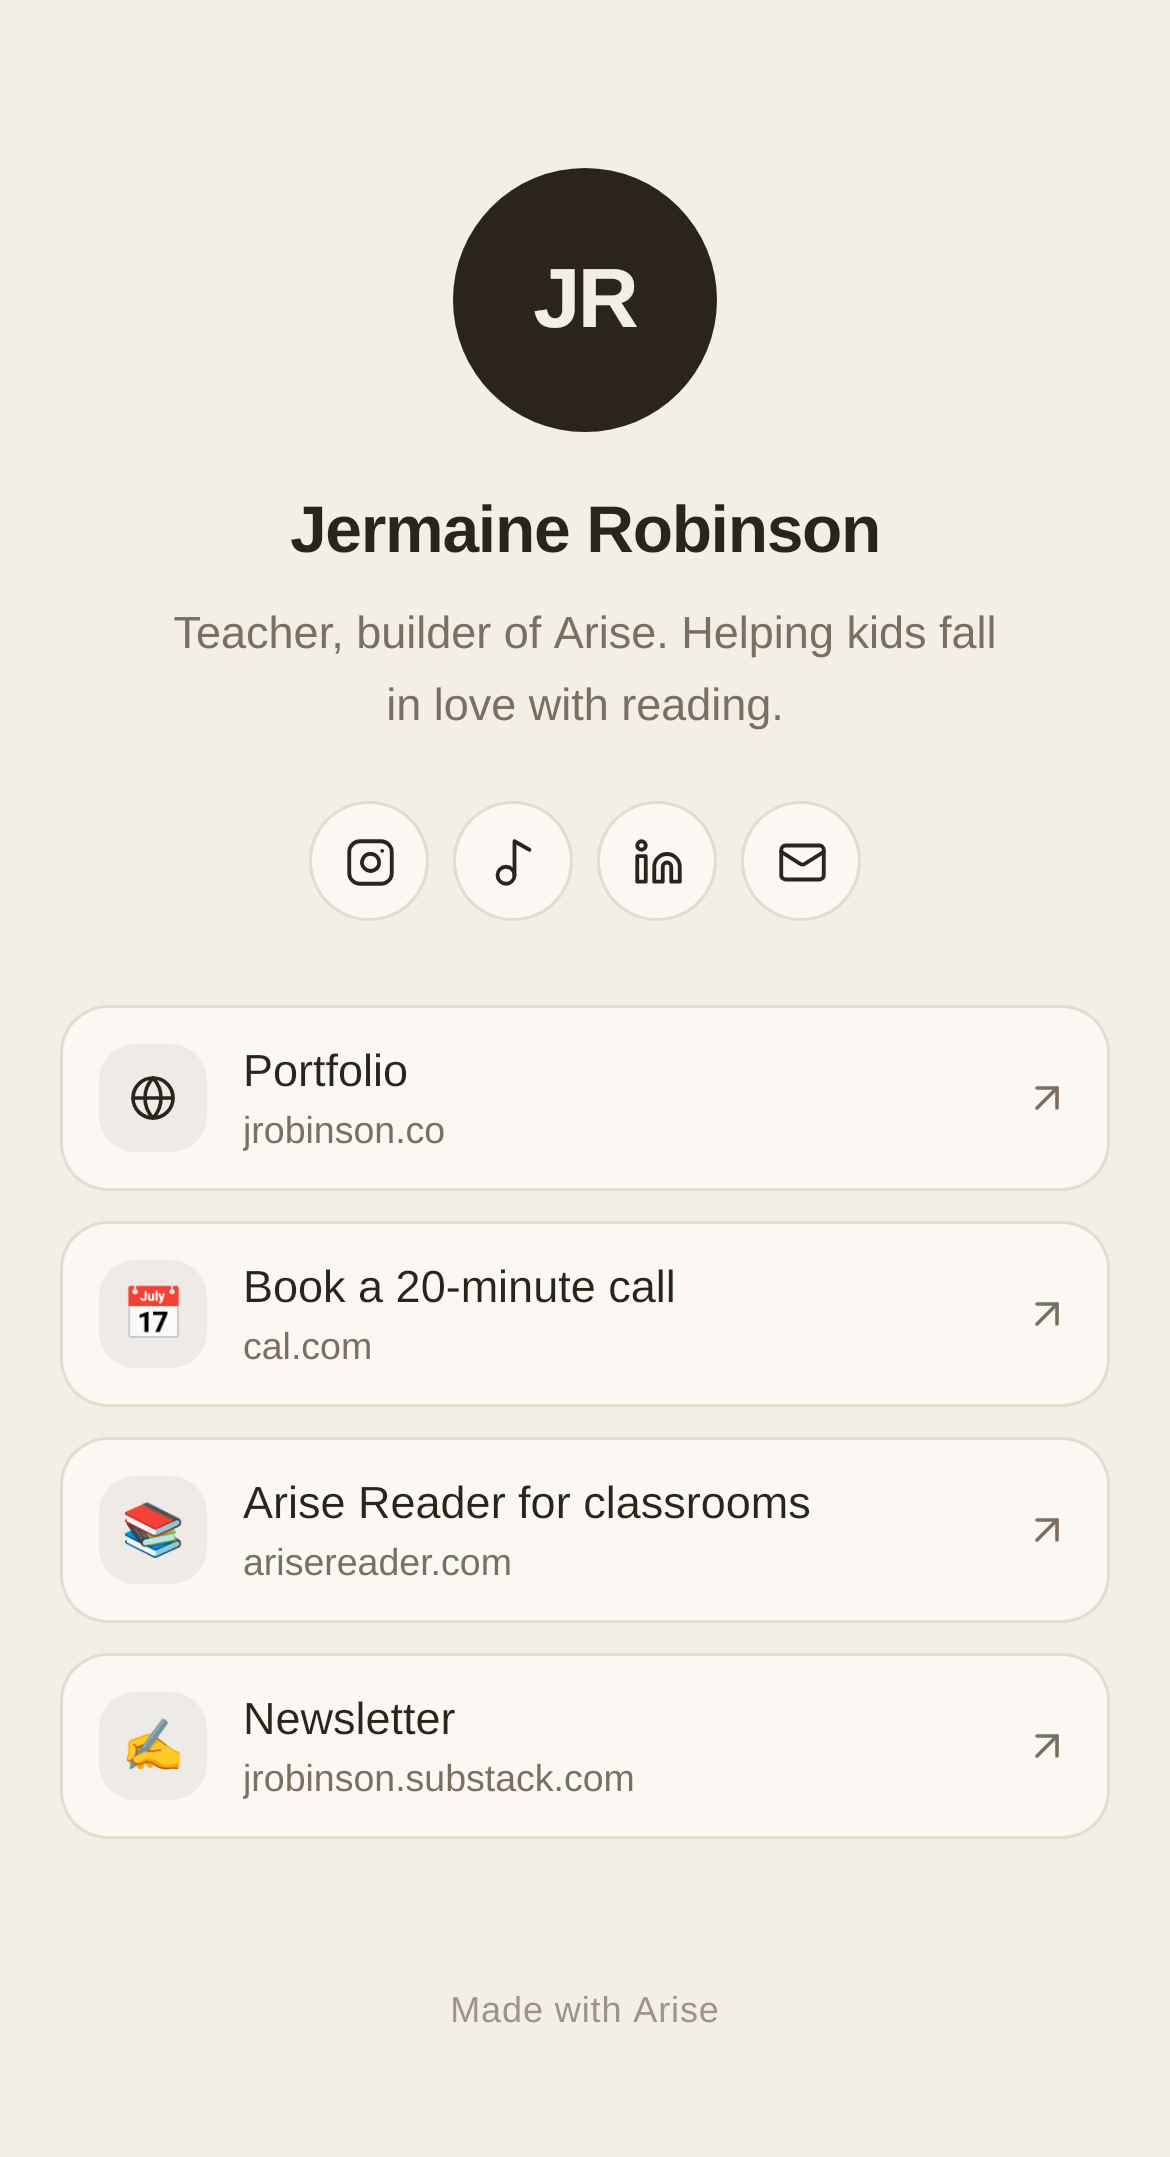 JR
Jermaine Robinson
Teacher, builder of Arise. Helping kids fall
in love with reading.
in
Portfolio
jrobinson.co
July
17
Book a 20-minute call
cal.com
Arise Reader for classrooms
arisereader.com
Newsletter
jrobinson.substack.com
Made with Arise